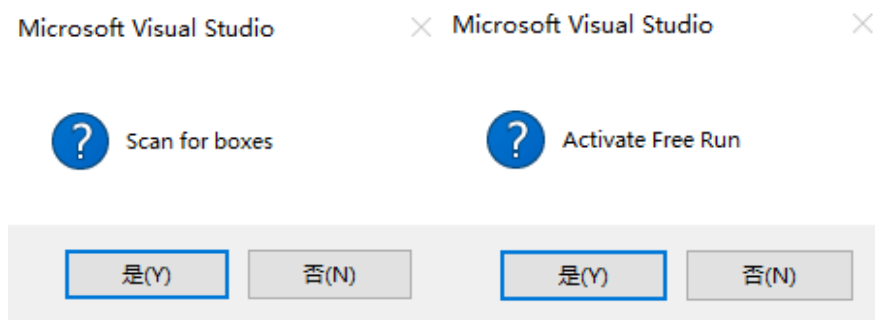 Microsoft Visual Studio
Scan for boxes
是(Y)
否(N)
Microsoft Visual Studio
Activate Free Run
是(Y)
否(N)